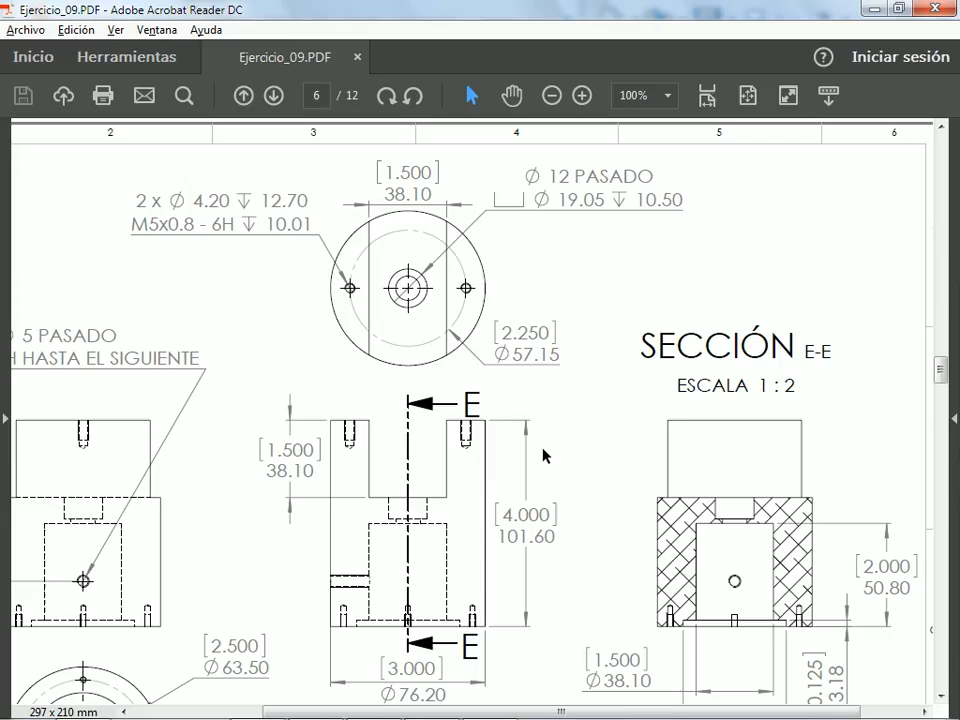 Ejercicio_09.PDF - Adobe Acrobat Reader DC
Archivo Edición Ver Ventana Ayuda
Inicio Herramientas Ejercicio_09.PDF × ? Iniciar sesión
6 / 12 100%
2 3 4 5 6
[1.500]
38.10
2 x ∅ 4.20 ↧ 12.70
M5x0.8 - 6H ↧ 10.01
∅ 12 PASADO
⌴ ∅ 19.05 ↧ 10.50
5 PASADO
H HASTA EL SIGUIENTE
[2.250]
∅57.15
SECCIÓN E-E
ESCALA 1 : 2
E
[1.500]
38.10
[4.000]
101.60
[2.000]
50.80
E
[2.500]
∅63.50
[3.000]
∅76.20
[1.500]
∅38.10
0.125]
3.18
297 x 210 mm